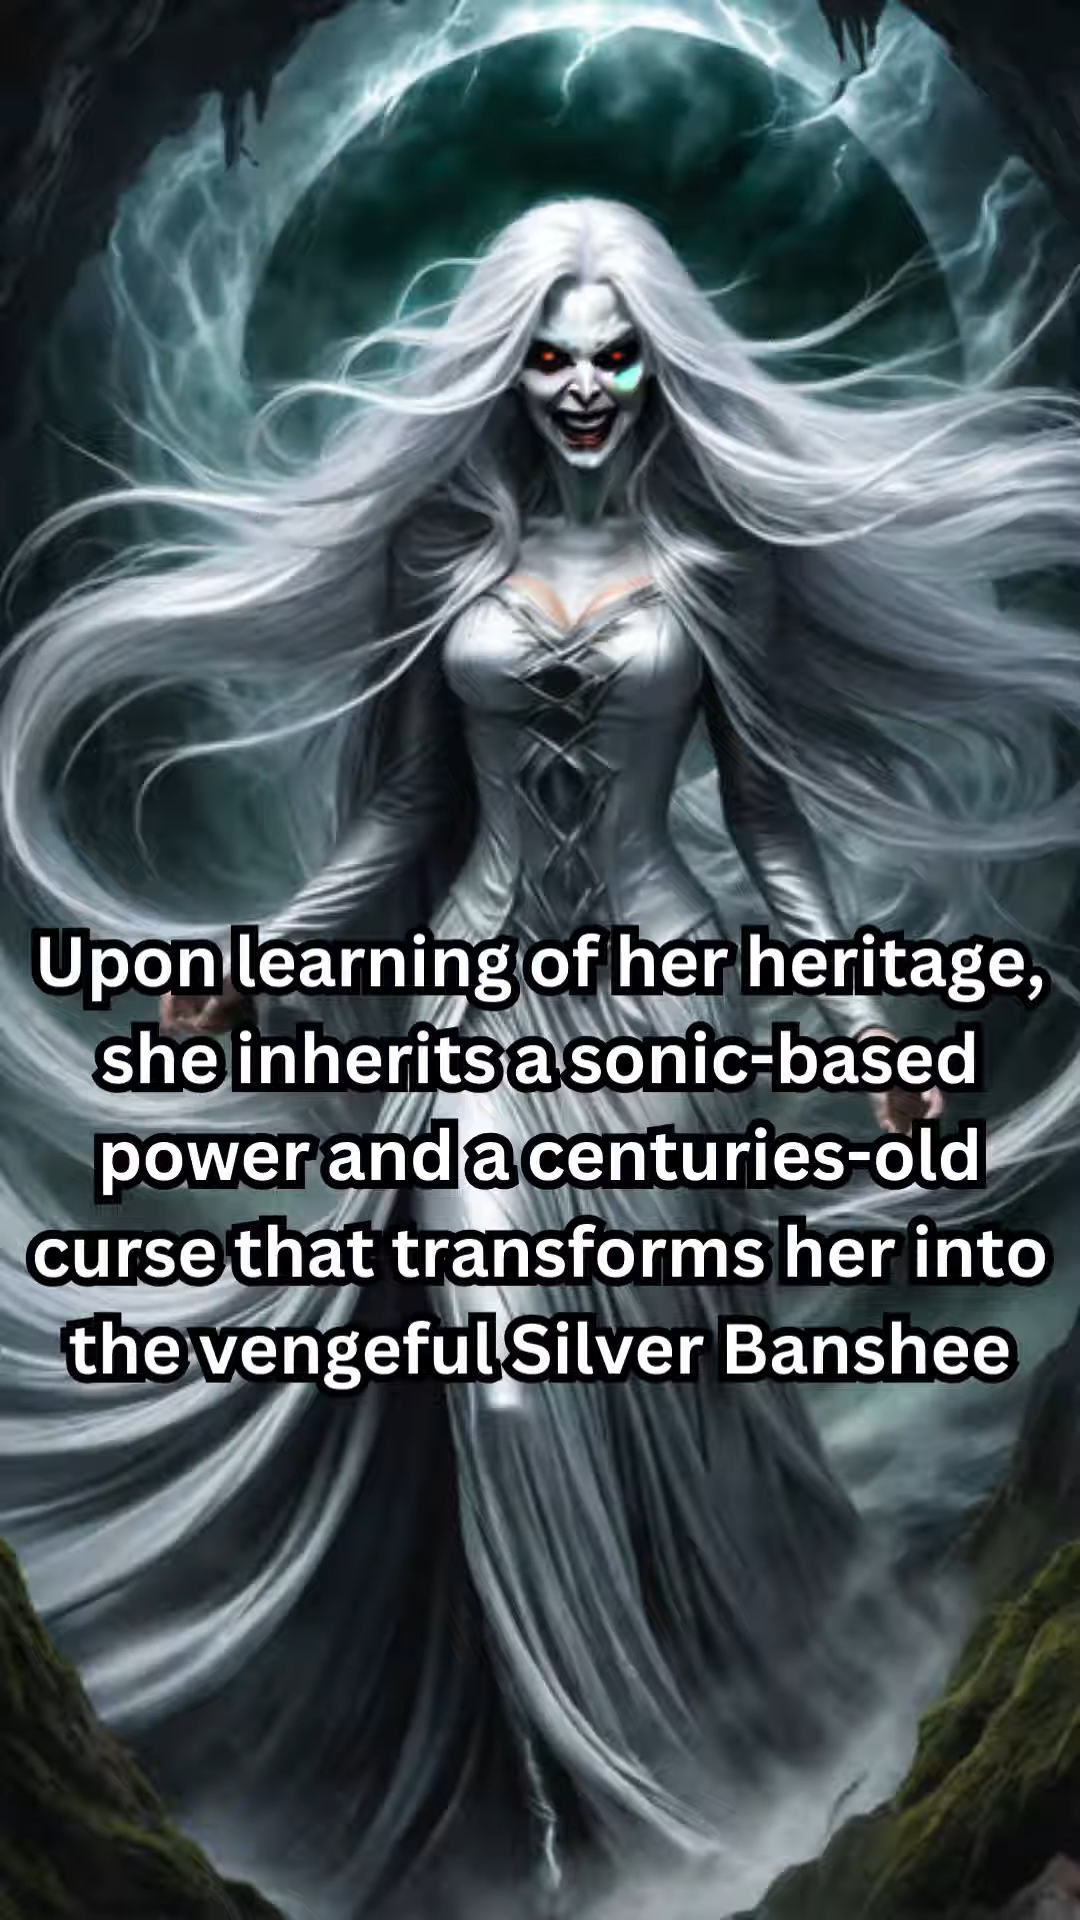 Upon learning of her heritage,
she inherits a sonic-based
power and a centuries-old
curse that transforms her into
the vengeful Silver Banshee